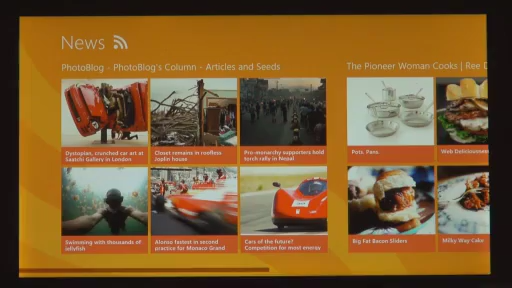 News
PhotoBlog - PhotoBlog's Column - Articles and Seeds
The Pioneer Woman Cooks | Ree D
Dystopian, crunched car art at
Saatchi Gallery in London
Closet remains in roofless
Joplin house
Pro-monarchy supporters hold
torch rally in Nepal
Pots. Pans.
Web Deliciousness
Swimming with thousands of
jellyfish
Alonso fastest in second
practice for Monaco Grand
Cars of the future?
Competition for most energy
Big Fat Bacon Sliders
Milky Way Cake